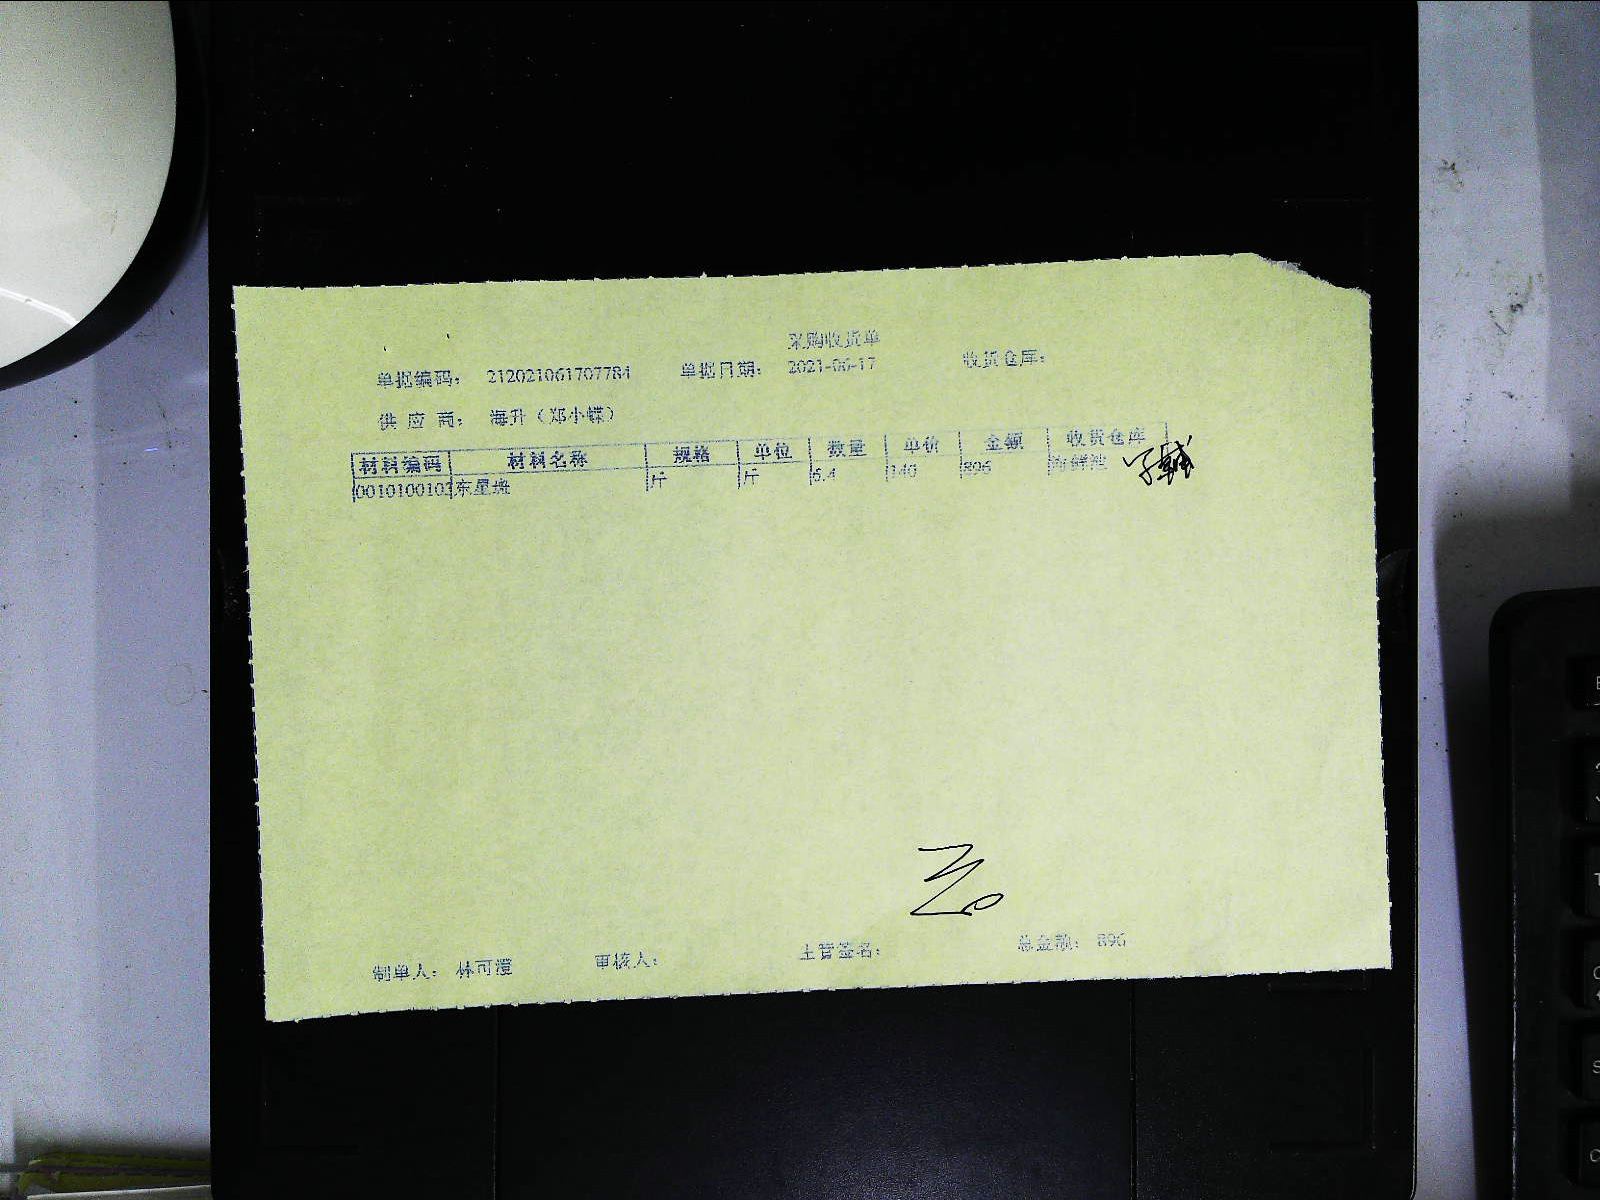 采购收货单
单据编码： 212021061707784 单据日期： 2021-06-17 收货仓库：
供 应 商： 海升（郑小蝶）
材料编码 材料名称 规格 单位 数量 单价 金额 收货仓库
0010100102 东星斑 斤 斤 6.4 140 896 海鲜池
制单人： 林可澄 审核人： 主管签名： 总金额： 896